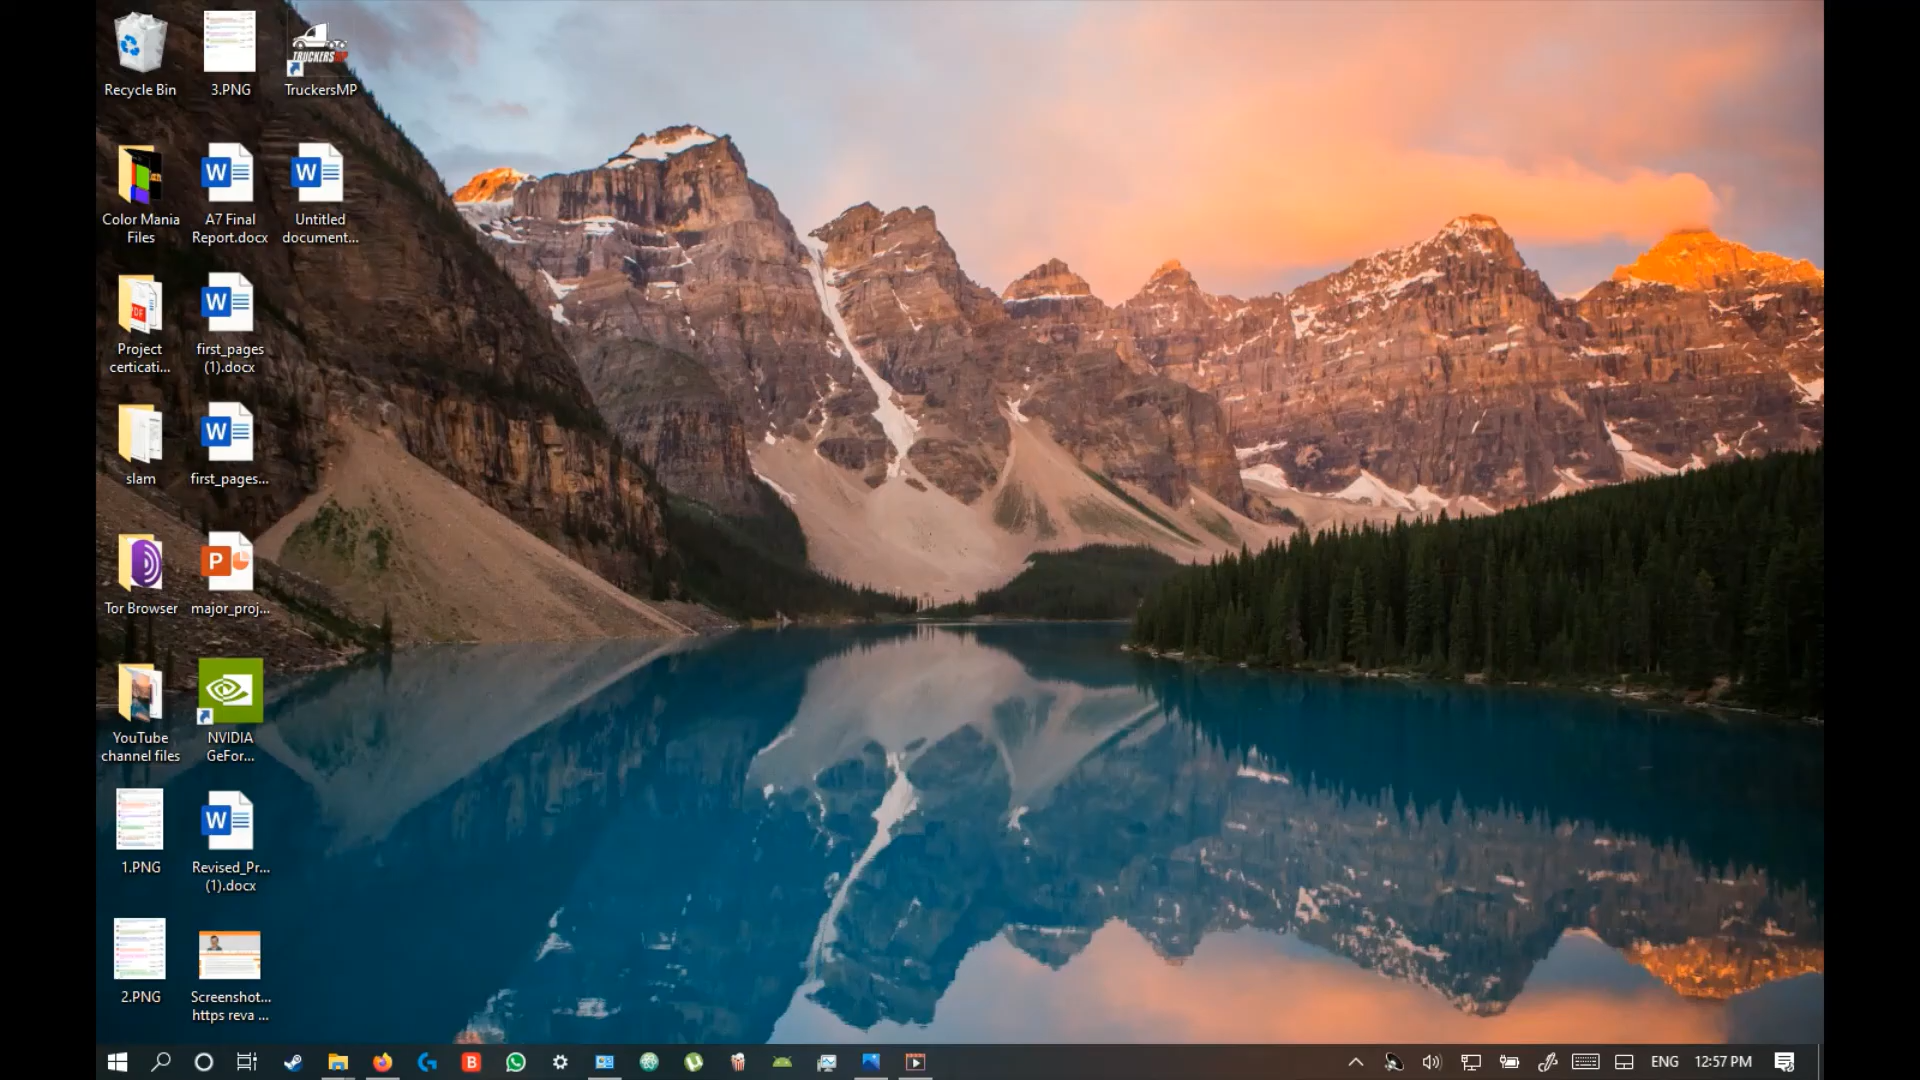 Recycle Bin
3.PNG
TRUCKERSMP
TruckersMP
Color Mania
Files
W
A7 Final
Report.docx
W
Untitled
document...
PDF
Project
certicati...
W
first_pages
(1).docx
slam
W
first_pages...
Tor Browser
P
major_proj...
YouTube
channel files
NVIDIA
GeFor...
1.PNG
W
Revised_Pr...
(1).docx
2.PNG
Screenshot...
https reva ...
B
ENG
12:57 PM